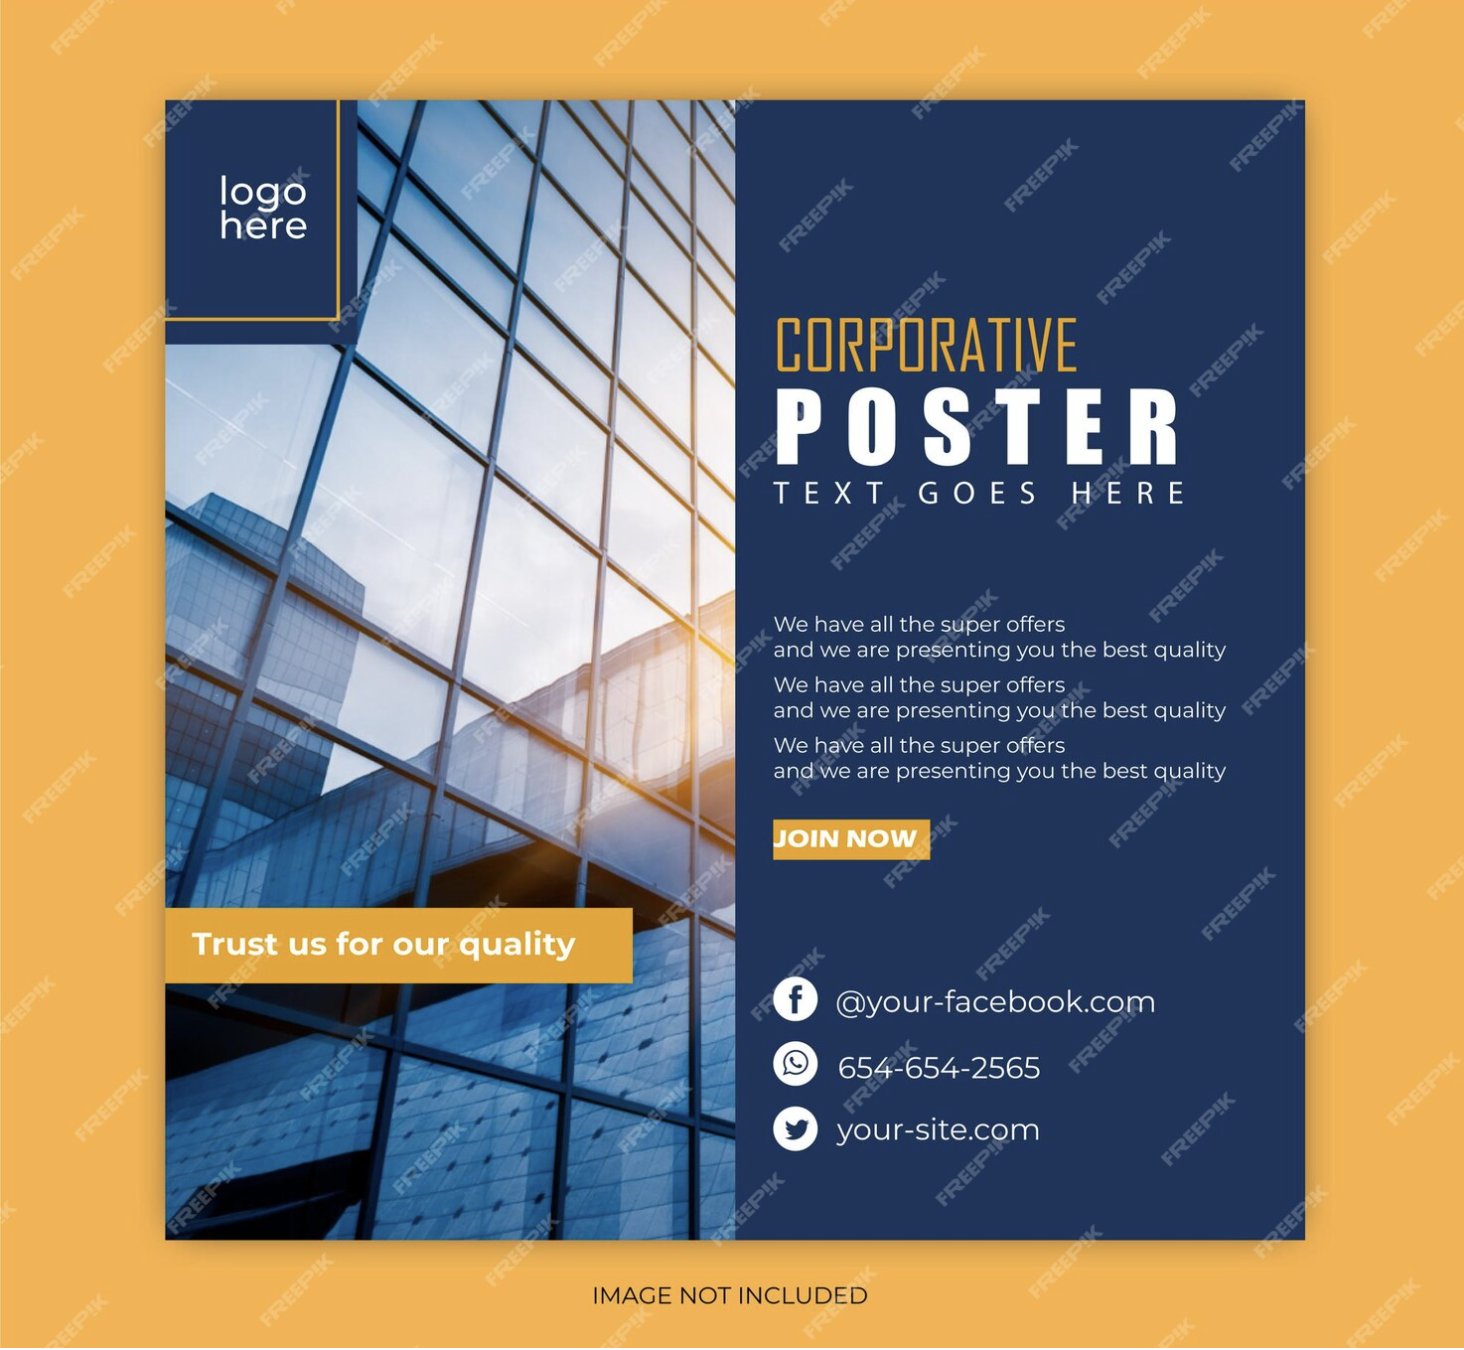 logo
here
CORPORATIVE
POSTER
TEXT GOES HERE
We have all the super offers
and we are presenting you the best quality
We have all the super offers
and we are presenting you the best quality
We have all the super offers
and we are presenting you the best quality
JOIN NOW
Trust us for our quality
@your-facebook.com
654-654-2565
your-site.com
IMAGE NOT INCLUDED
FREEPIK